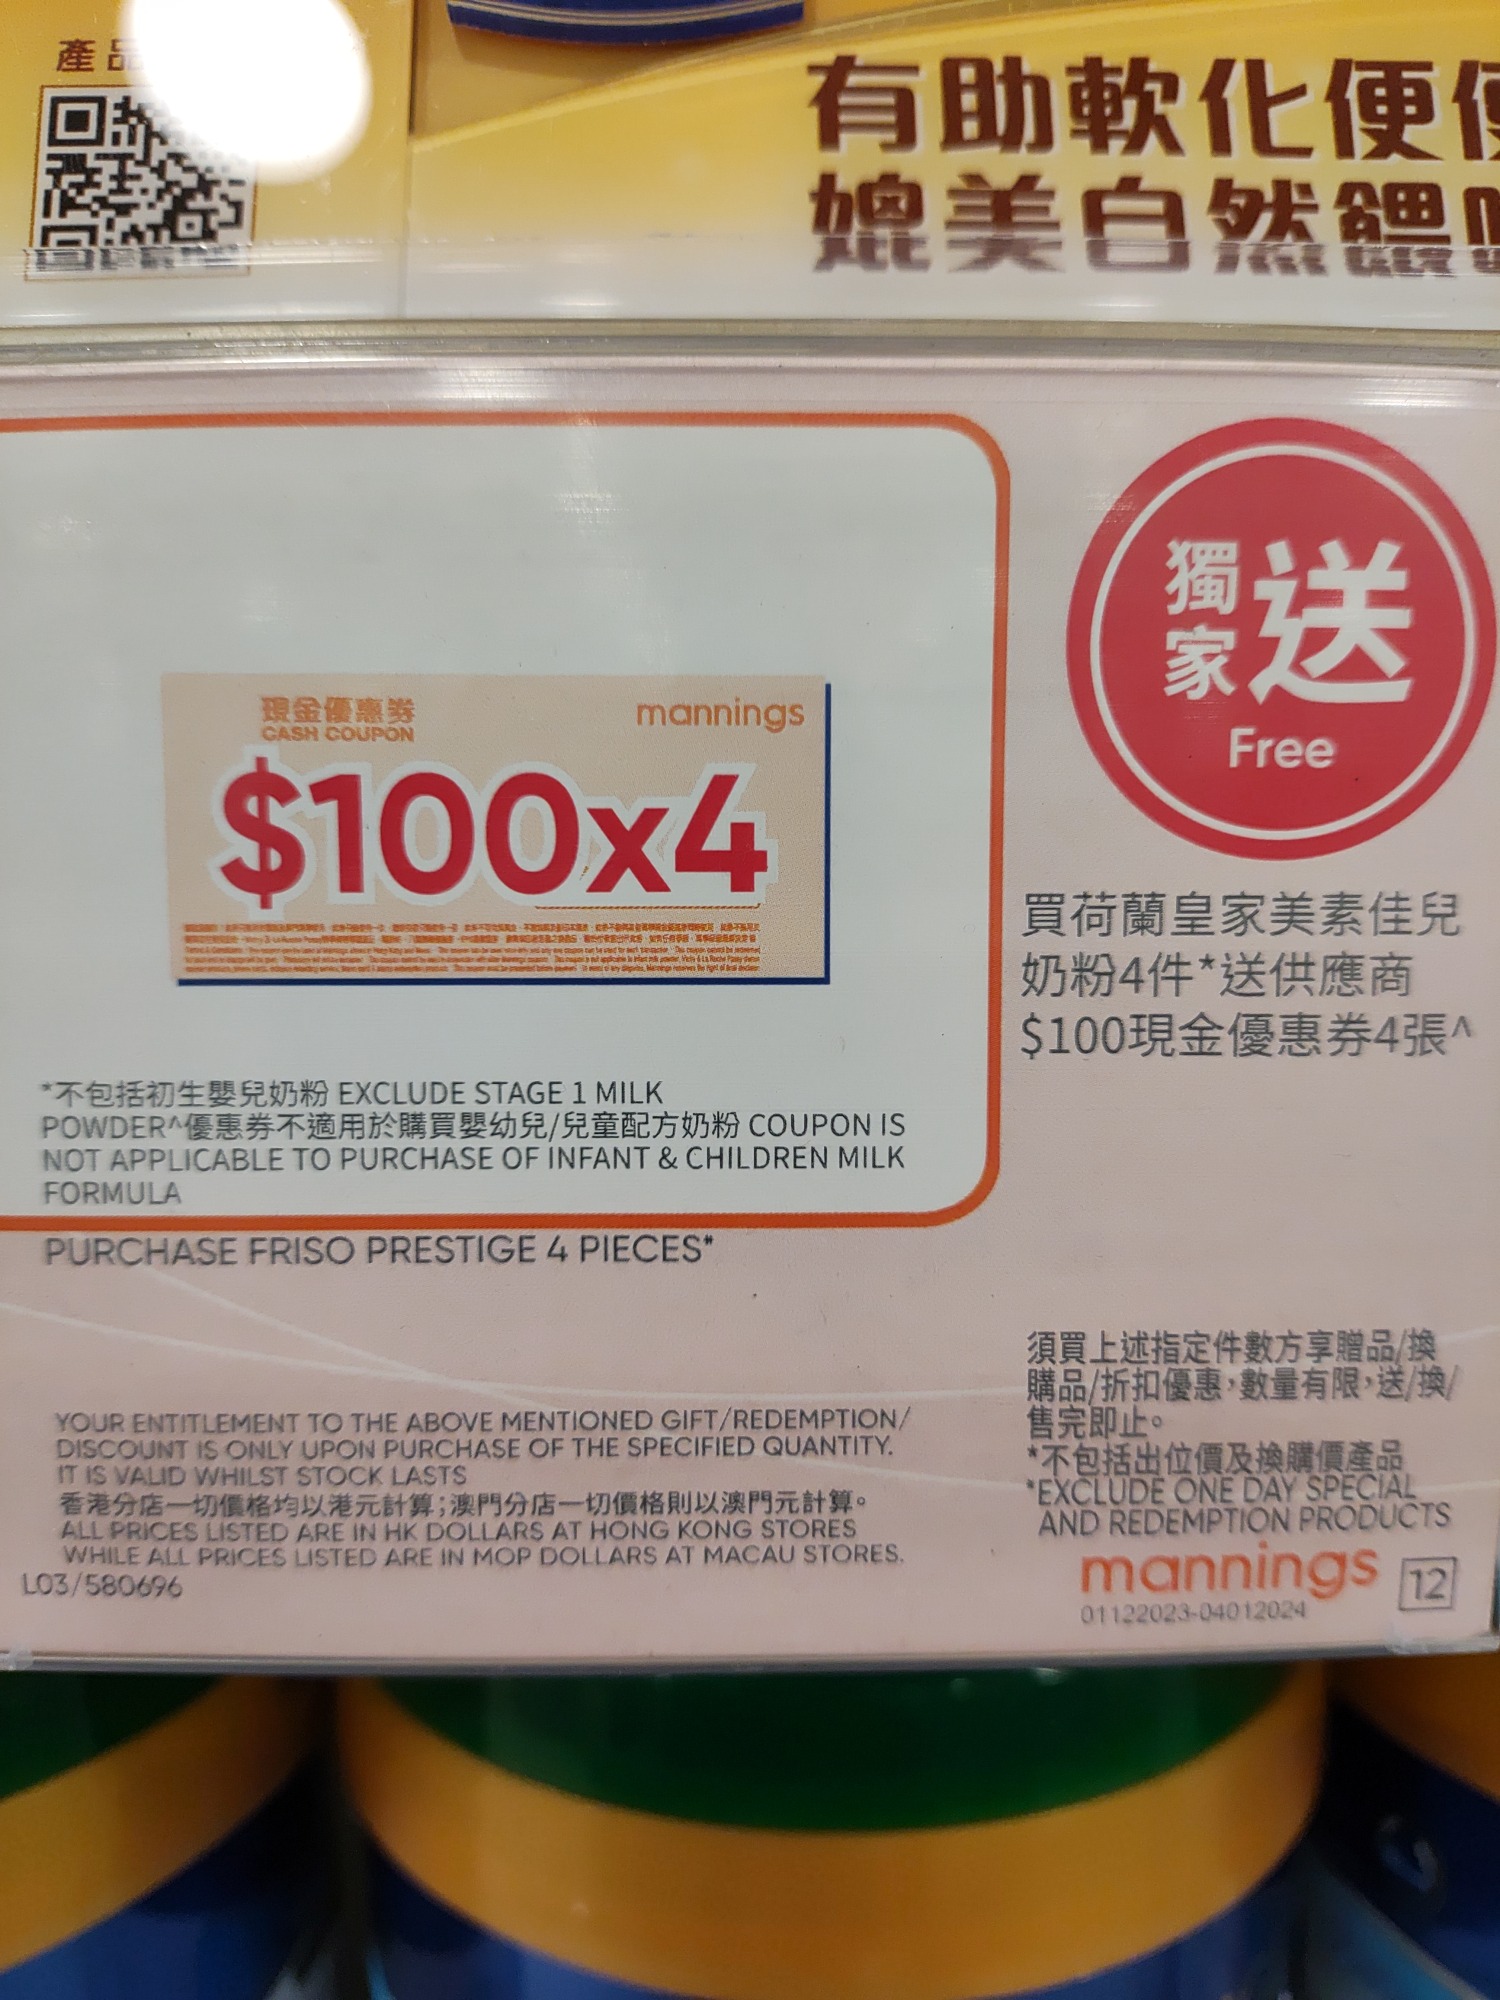 產品
有助軟化便
媲美自然餵
獨家送
Free
現金優惠券
CASH COUPON
mannings
$100x4
買荷蘭皇家美素佳兒
奶粉4件*送供應商
$100現金優惠券4張^
*不包括初生嬰兒奶粉 EXCLUDE STAGE 1 MILK
POWDER^優惠券不適用於購買嬰幼兒/兒童配方奶粉 COUPON IS
NOT APPLICABLE TO PURCHASE OF INFANT & CHILDREN MILK
FORMULA
PURCHASE FRISO PRESTIGE 4 PIECES*
YOUR ENTITLEMENT TO THE ABOVE MENTIONED GIFT/REDEMPTION/
DISCOUNT IS ONLY UPON PURCHASE OF THE SPECIFIED QUANTITY.
IT IS VALID WHILST STOCK LASTS
香港分店一切價格均以港元計算;澳門分店一切價格則以澳門元計算。
ALL PRICES LISTED ARE IN HK DOLLARS AT HONG KONG STORES
WHILE ALL PRICES LISTED ARE IN MOP DOLLARS AT MACAU STORES.
L03/580696
須買上述指定件數方享贈品/換
購品/折扣優惠,數量有限,送/換/
售完即止。
*不包括出位價及換購價產品
*EXCLUDE ONE DAY SPECIAL
AND REDEMPTION PRODUCTS
mannings 12
01122023-04012024